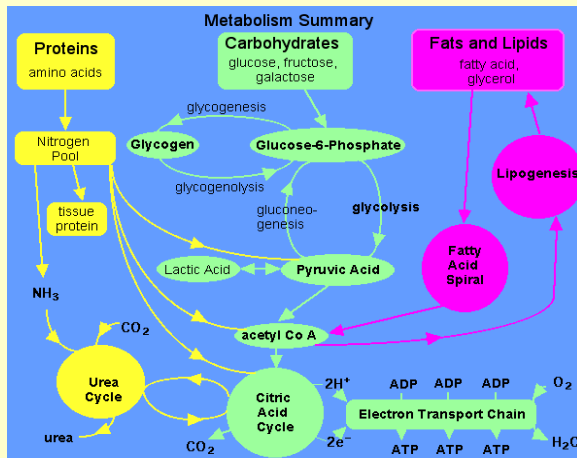 Metabolism Summary
Proteins
amino acids
Carbohydrates
glucose, fructose,
galactose
Fats and Lipids
fatty acid,
glycerol
glycogenesis
Nitrogen
Pool
Glycogen
Glucose-6-Phosphate
Lipogenesis
glycogenolysis
tissue
protein
gluconeo-
genesis
glycolysis
Lactic Acid
Pyruvic Acid
Fatty
Acid
Spiral
NH3
CO2
acetyl Co A
Urea
Cycle
Citric
Acid
Cycle
2H+
ADP ADP ADP
O2
Electron Transport Chain
urea
CO2
2e-
ATP ATP ATP
H2O